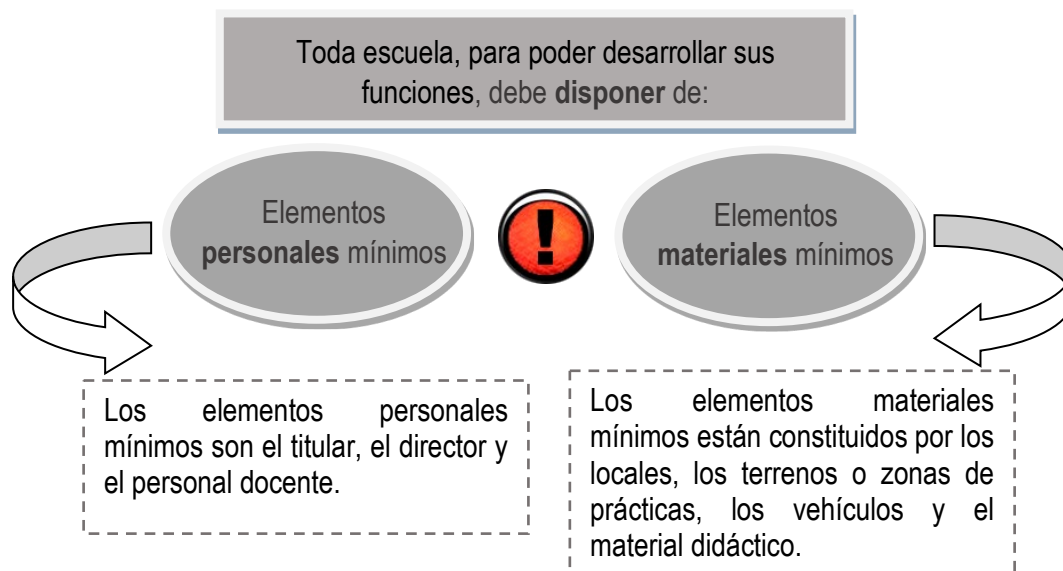 Toda escuela, para poder desarrollar sus
funciones, debe disponer de:
Elementos
personales mínimos
!
Elementos
materiales mínimos
Los elementos personales
mínimos son el titular, el director y
el personal docente.
Los elementos materiales
mínimos están constituidos por los
locales, los terrenos o zonas de
prácticas, los vehículos y el
material didáctico.